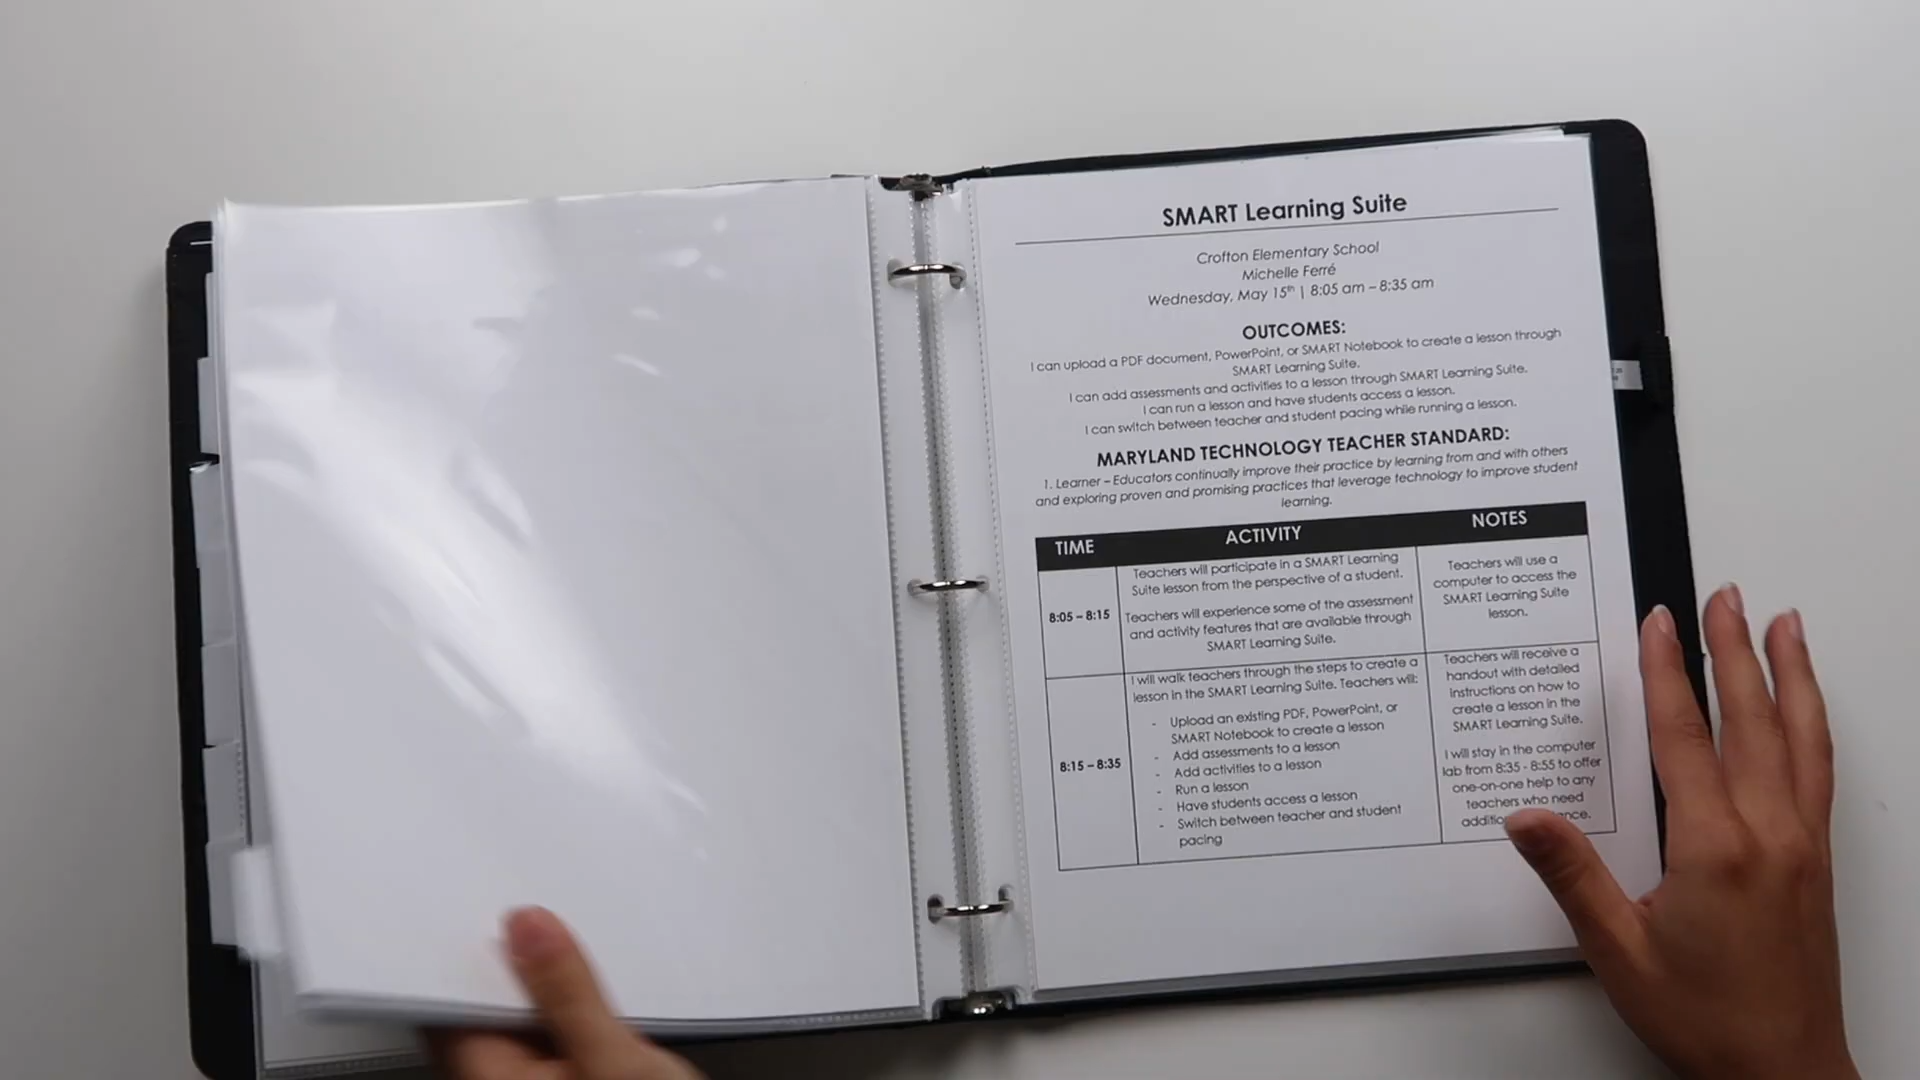 SMART Learning Suite
Crofton Elementary School
Michelle Ferré
Wednesday, May 15th | 8:05 am – 8:35 am
OUTCOMES:
I can upload a PDF document, PowerPoint, or SMART Notebook to create a lesson through
SMART Learning Suite.
I can add assessments and activities to a lesson through SMART Learning Suite.
I can run a lesson and have students access a lesson.
I can switch between teacher and student pacing while running a lesson.
MARYLAND TECHNOLOGY TEACHER STANDARD:
1. Learner – Educators continually improve their practice by learning from and with others
and exploring proven and promising practices that leverage technology to improve student
learning.
TIME
ACTIVITY
NOTES
8:05 – 8:15
Teachers will participate in a SMART Learning
Suite lesson from the perspective of a student.
Teachers will experience some of the assessment
and activity features that are available through
SMART Learning Suite.
Teachers will use a
computer to access the
SMART Learning Suite
lesson.
8:15 – 8:35
I will walk teachers through the steps to create a
lesson in the SMART Learning Suite. Teachers will:
- Upload an existing PDF, PowerPoint, or
SMART Notebook to create a lesson
- Add assessments to a lesson
- Add activities to a lesson
- Run a lesson
- Have students access a lesson
- Switch between teacher and student
pacing
Teachers will receive a
handout with detailed
instructions on how to
create a lesson in the
SMART Learning Suite.
I will stay in the computer
lab from 8:35 - 8:55 to offer
one-on-one help to any
teachers who need